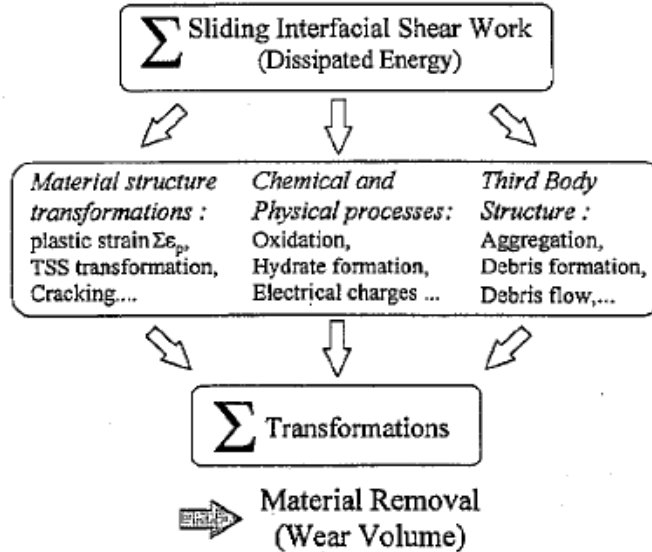 ∑ Sliding Interfacial Shear Work
(Dissipated Energy)
Material structure
transformations :
plastic strain Σεp,
TSS transformation,
Cracking....
Chemical and
Physical processes:
Oxidation,
Hydrate formation,
Electrical charges ...
Third Body
Structure :
Aggregation,
Debris formation,
Debris flow,...
∑ Transformations
Material Removal
(Wear Volume)